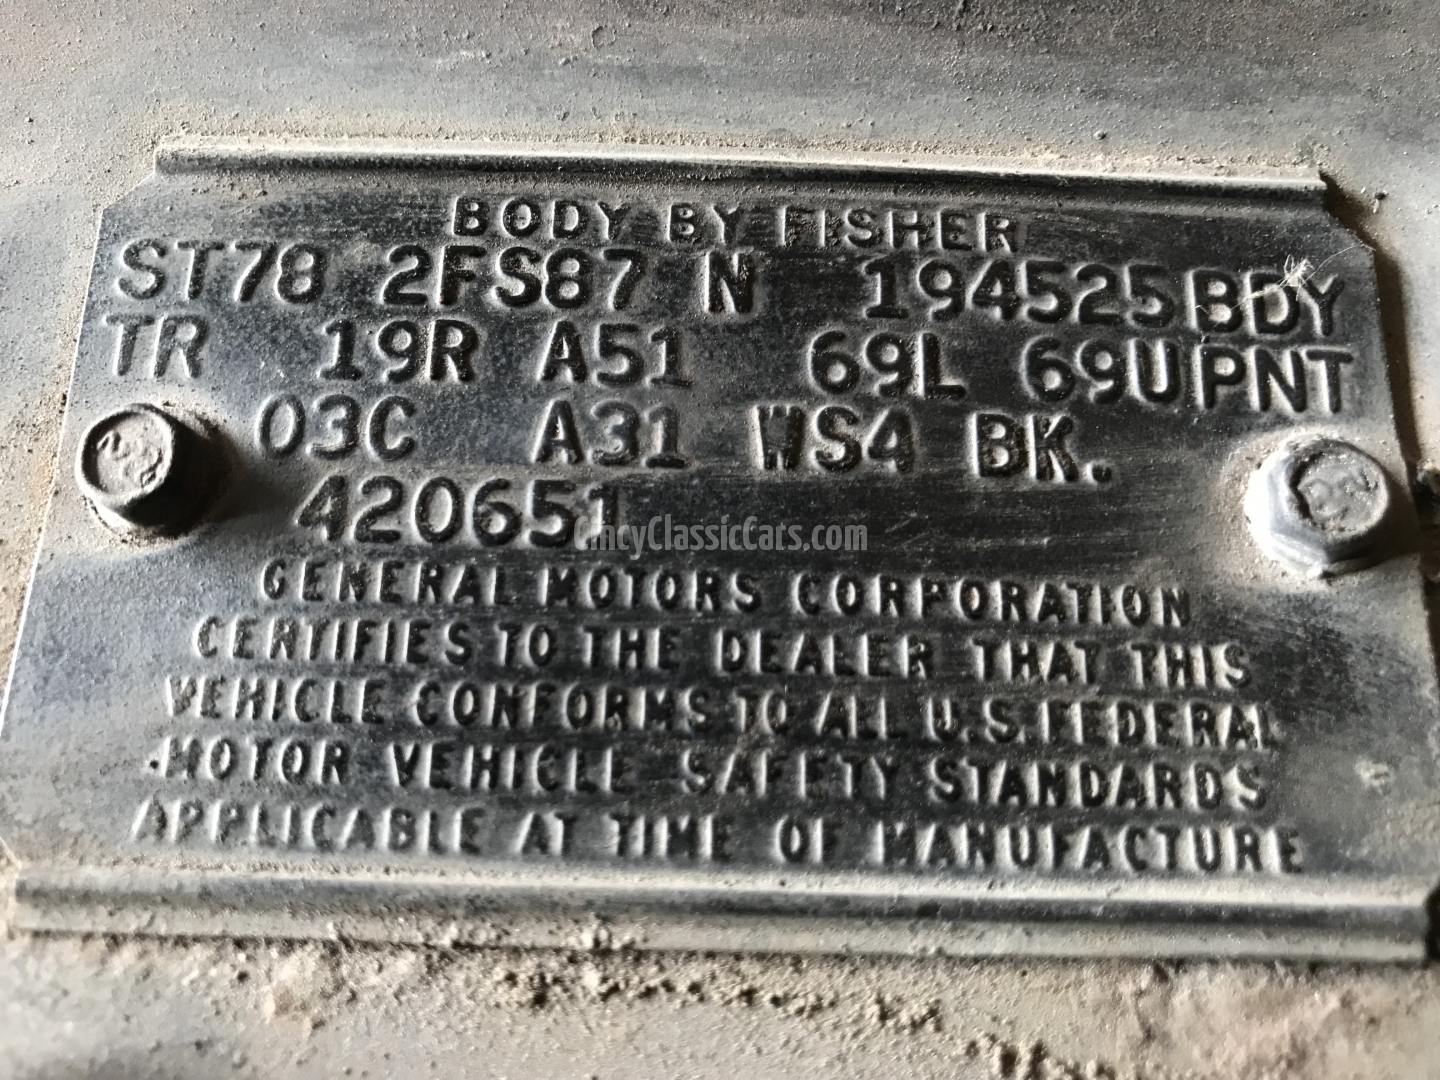 BODY BY FISHER
ST78 2FS87 N 194525 BDY
TR 19R A51 69L 69U PNT
03C A31 WS4 BK.
420651
CincyClassicCars.com
GENERAL MOTORS CORPORATION
CERTIFIES TO THE DEALER THAT THIS
VEHICLE CONFORMS TO ALL U.S. FEDERAL
MOTOR VEHICLE SAFETY STANDARDS
APPLICABLE AT TIME OF MANUFACTURE